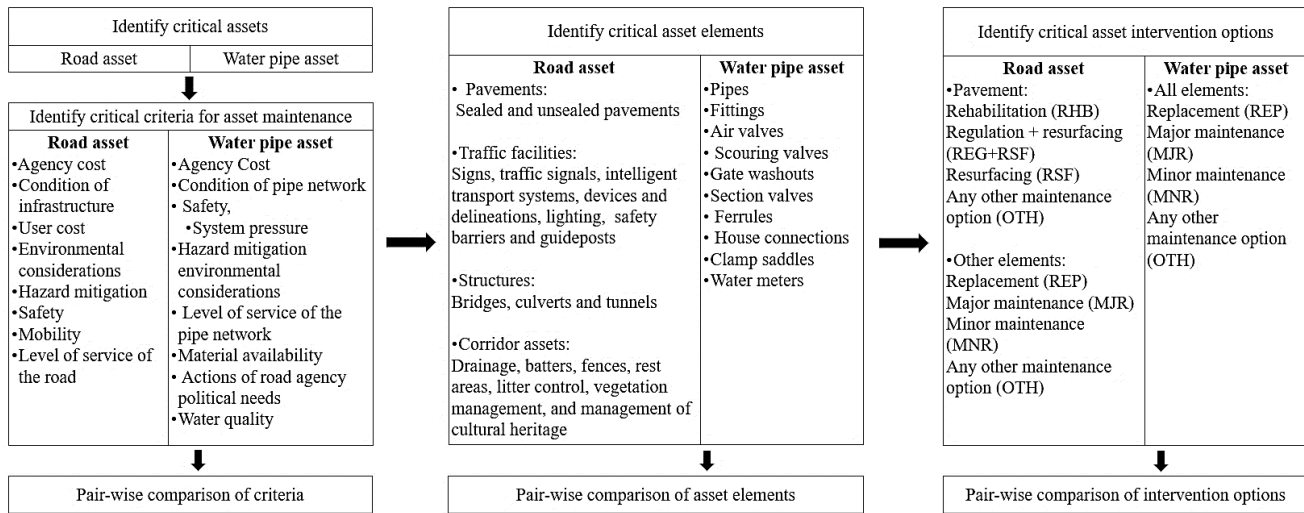 Identify critical assets
Road asset
Water pipe asset
Identify critical criteria for asset maintenance
Road asset
•Agency cost
•Condition of
infrastructure
•User cost
•Environmental
considerations
•Hazard mitigation
•Safety
•Mobility
•Level of service of
the road
Water pipe asset
•Agency Cost
•Condition of pipe network
• Safety,
•System pressure
•Hazard mitigation
environmental
considerations
• Level of service of the
pipe network
•Material availability
• Actions of road agency
political needs
•Water quality
Pair-wise comparison of criteria
Identify critical asset elements
Road asset
• Pavements:
Sealed and unsealed pavements
•Traffic facilities:
Signs, traffic signals, intelligent
transport systems, devices and
delineations, lighting, safety
barriers and guideposts
•Structures:
Bridges, culverts and tunnels
•Corridor assets:
Drainage, batters, fences, rest
areas, litter control, vegetation
management, and management of
cultural heritage
Water pipe asset
•Pipes
•Fittings
•Air valves
• Scouring valves
•Gate washouts
•Section valves
• Ferrules
• House connections
•Clamp saddles
•Water meters
Pair-wise comparison of asset elements
Identify critical asset intervention options
Road asset
•Pavement:
Rehabilitation (RHB)
Regulation + resurfacing
(REG+RSF)
Resurfacing (RSF)
Any other maintenance
option (OTH)
•Other elements:
Replacement (REP)
Major maintenance (MJR)
Minor maintenance
(MNR)
Any other maintenance
option (OTH)
Water pipe asset
•All elements:
Replacement (REP)
Major maintenance
(MJR)
Minor maintenance
(MNR)
Any other
maintenance option
(OTH)
Pair-wise comparison of intervention options